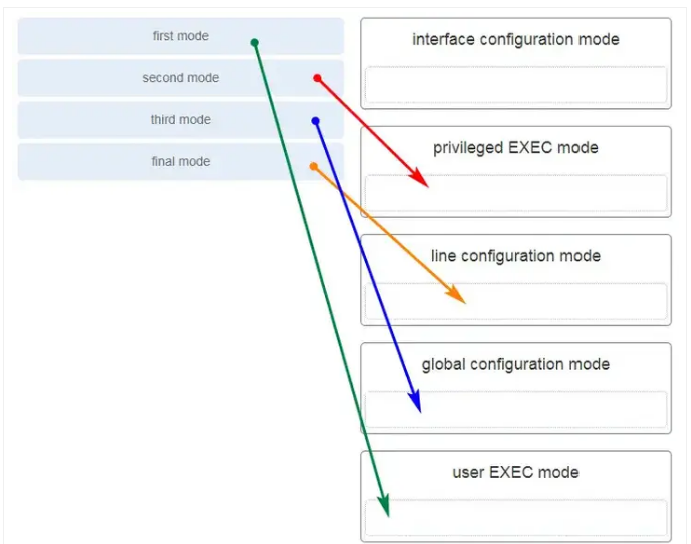 first mode
second mode
third mode
final mode
interface configuration mode
privileged EXEC mode
line configuration mode
global configuration mode
user EXEC mode